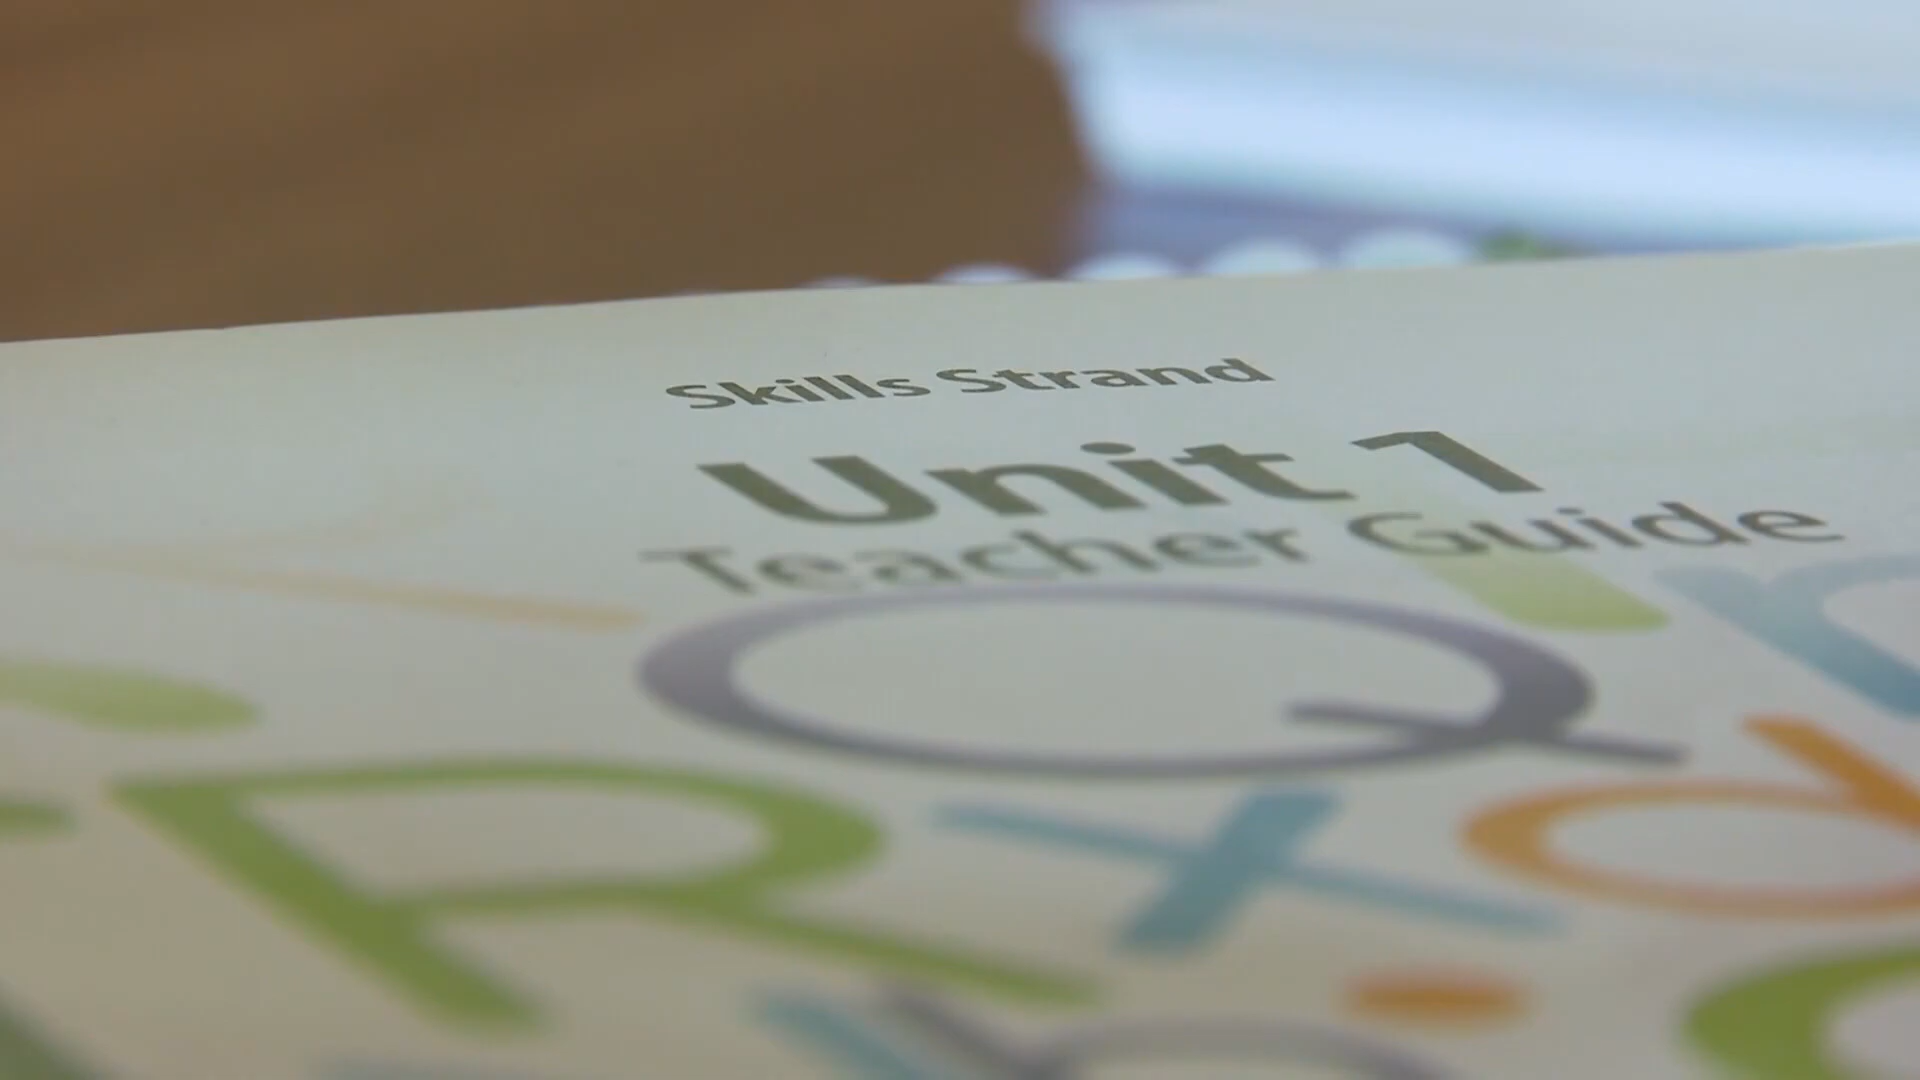 Skills Strand
Unit 1
Teacher Guide
Q
R x d